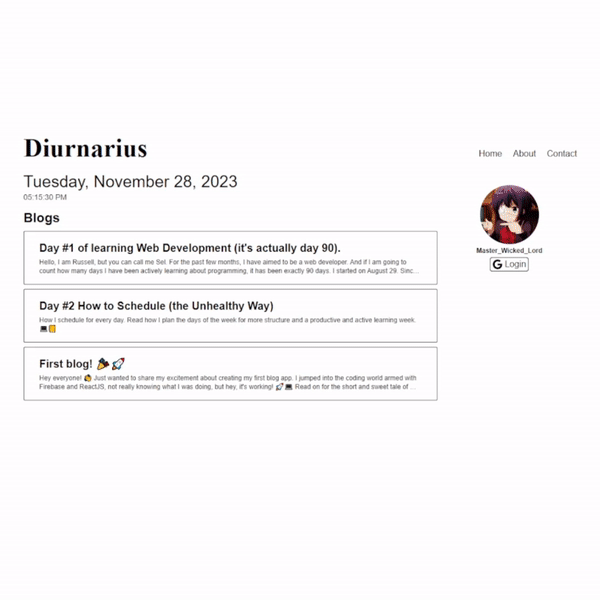 Diurnarius
Home About Contact
Tuesday, November 28, 2023
05:15:30 PM
Blogs
Day #1 of learning Web Development (it's actually day 90).
Hello, I am Russell, but you can call me Sel. For the past few months, I have aimed to be a web developer. And if I am going to
count how many days I have been actively learning about programming, it has been exactly 90 days. I started on August 29. Sinc...
Day #2 How to Schedule (the Unhealthy Way)
How I schedule for every day. Read how I plan the days of the week for more structure and a productive and active learning week.
💻📒
First blog! 🎉🚀
Hey everyone! 👋 Just wanted to share my excitement about creating my first blog app. I jumped into the coding world armed with
Firebase and ReactJS, not really knowing what I was doing, but hey, it's working! 🚀💻 Read on for the short and sweet tale of ...
Master_Wicked_Lord
G Login